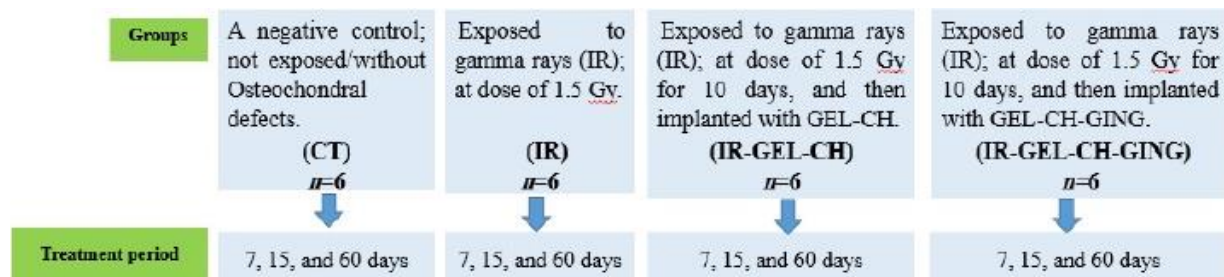 Groups
A negative control;
not exposed/without
Osteochondral
defects.
(CT)
n=6
Exposed to
gamma rays (IR);
at dose of 1.5 Gy.
(IR)
n=6
Exposed to gamma rays
(IR); at dose of 1.5 Gy
for 10 days, and then
implanted with GEL-CH.
(IR-GEL-CH)
n=6
Exposed to gamma rays
(IR); at dose of 1.5 Gy for
10 days, and then implanted
with GEL-CH-GING.
(IR-GEL-CH-GING)
n=6
Treatment period
7, 15, and 60 days
7, 15, and 60 days
7, 15, and 60 days
7, 15, and 60 days